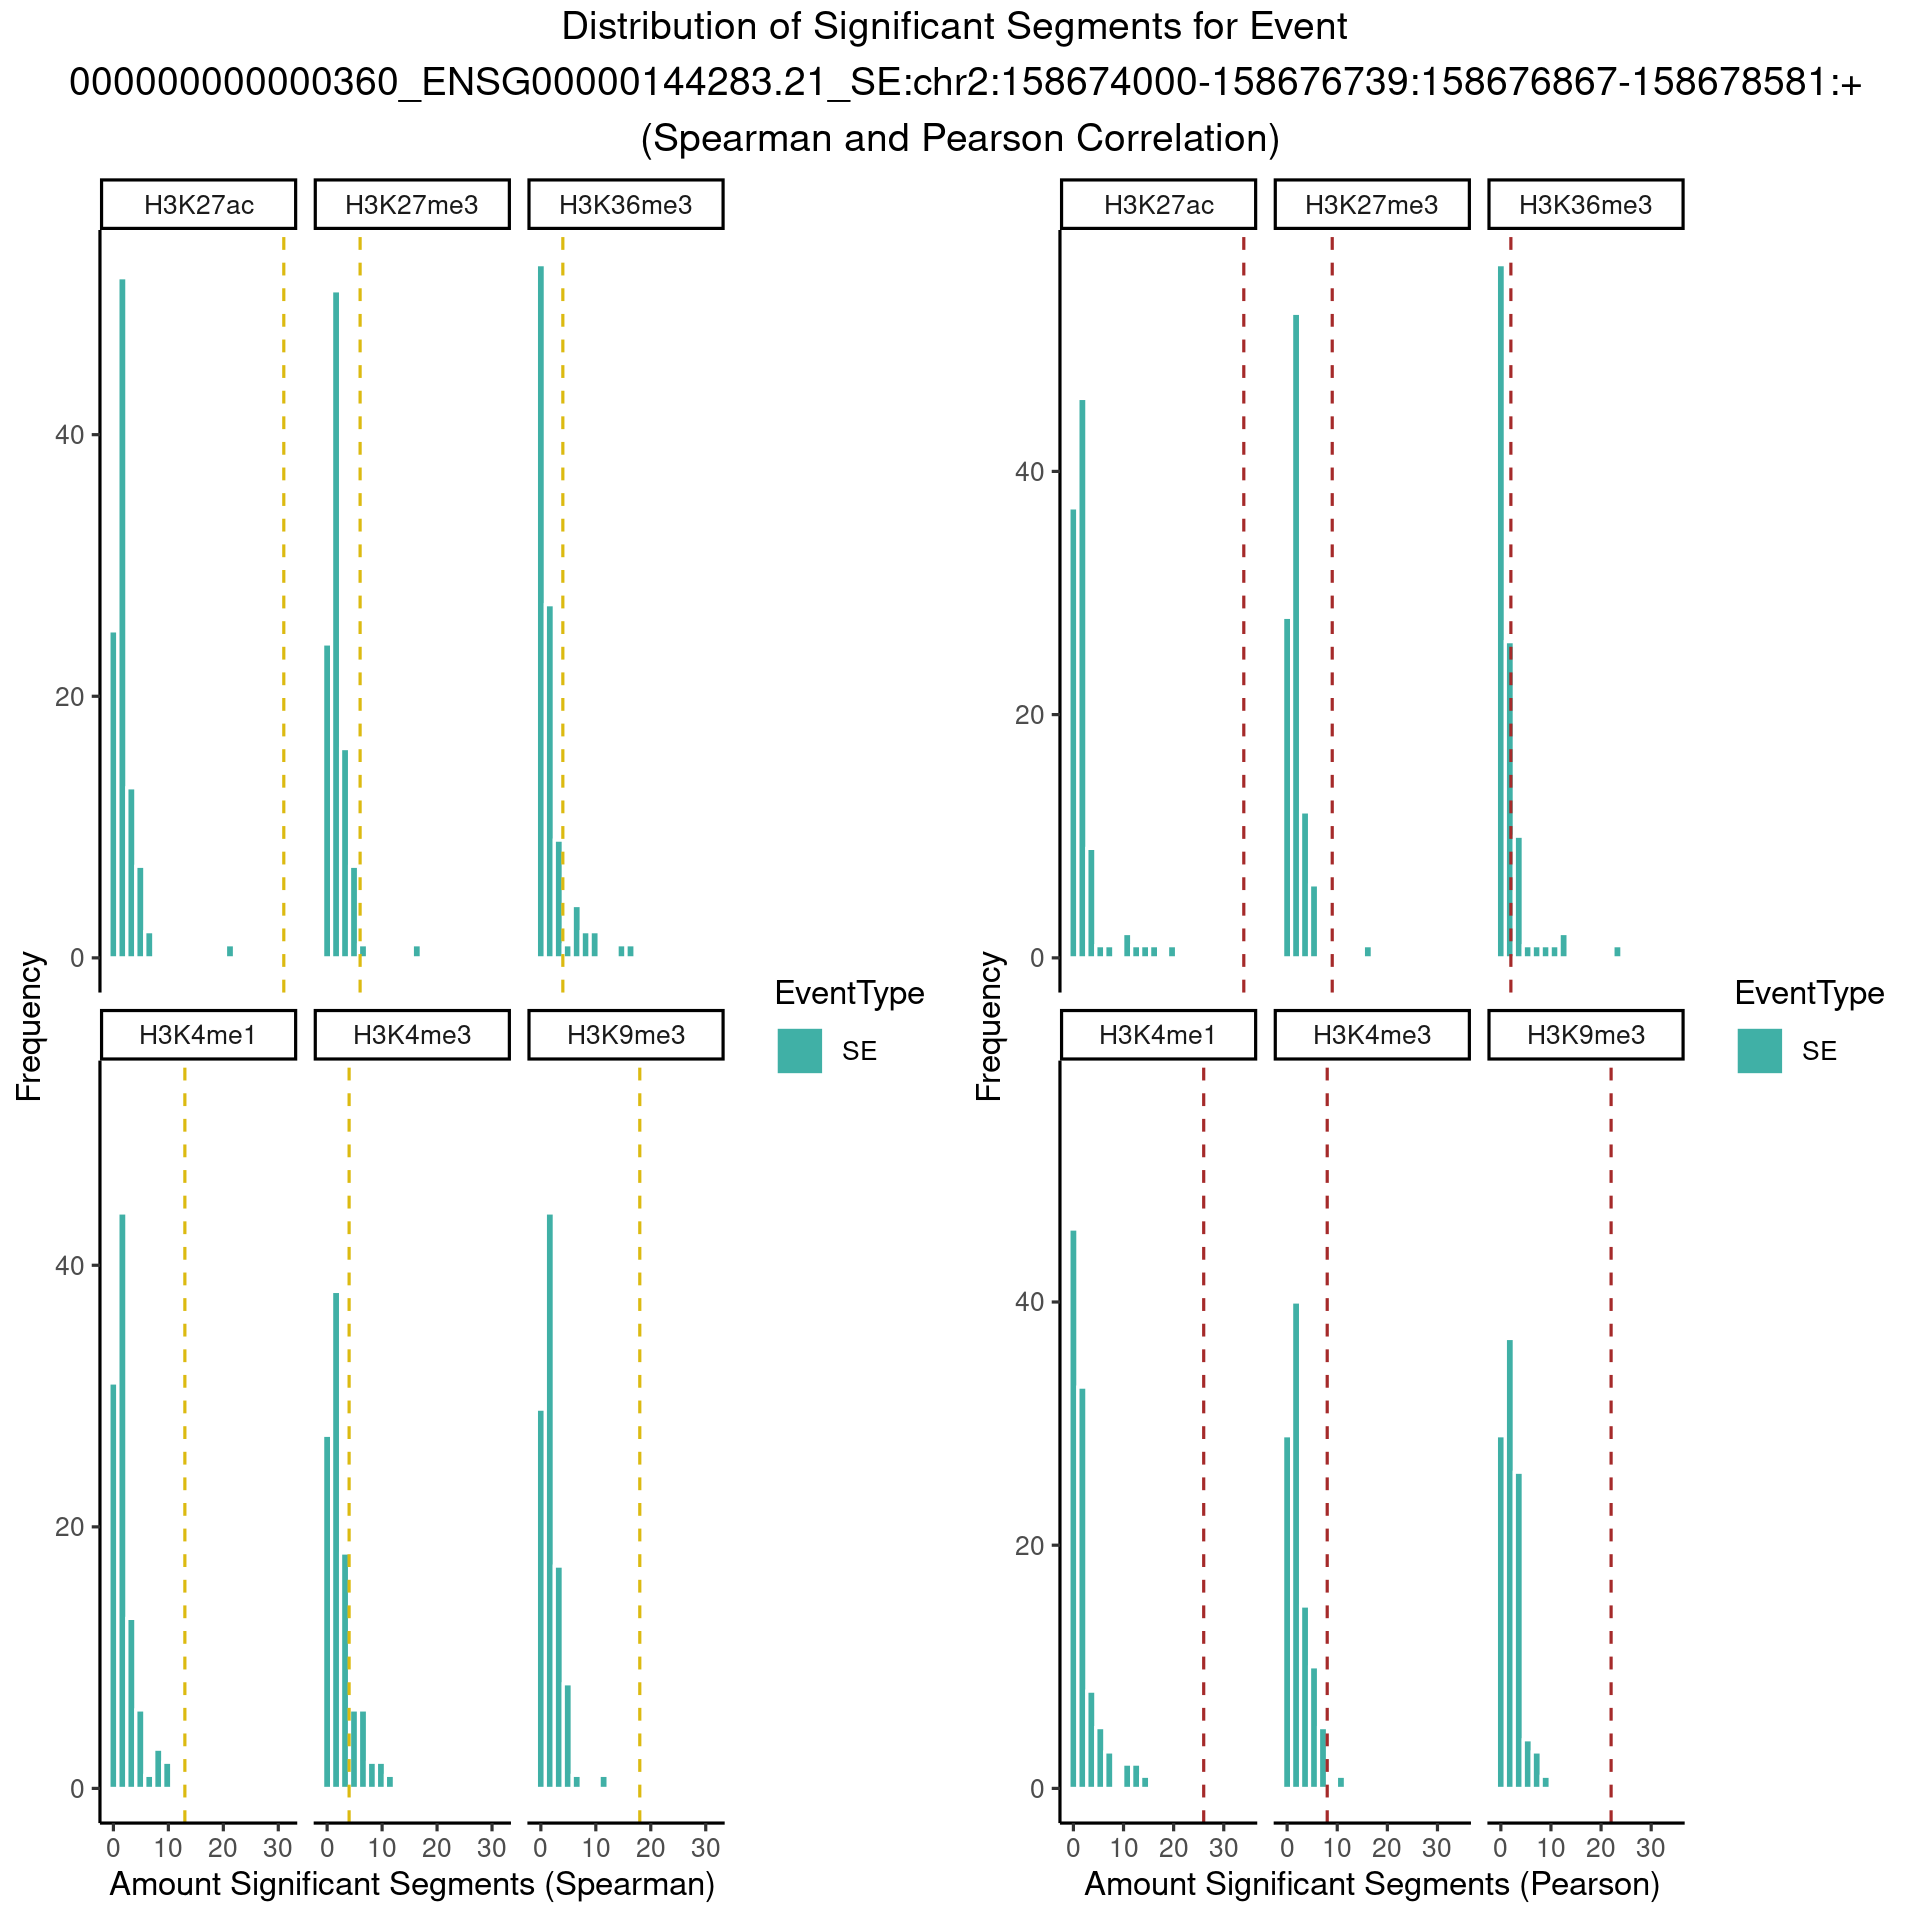 Distribution of Significant Segments for Event
000000000000360_ENSG00000144283.21_SE:chr2:158674000-158676739:158676867-158678581:+
(Spearman and Pearson Correlation)
H3K27ac H3K27me3 H3K36me3
40
20
0
H3K4me1 H3K4me3 H3K9me3
40
20
0
0 10 20 30 0 10 20 30 0 10 20 30
Amount Significant Segments (Spearman)
Frequency
EventType
SE
H3K27ac H3K27me3 H3K36me3
40
20
0
H3K4me1 H3K4me3 H3K9me3
40
20
0
0 10 20 30 0 10 20 30 0 10 20 30
Amount Significant Segments (Pearson)
Frequency
EventType
SE